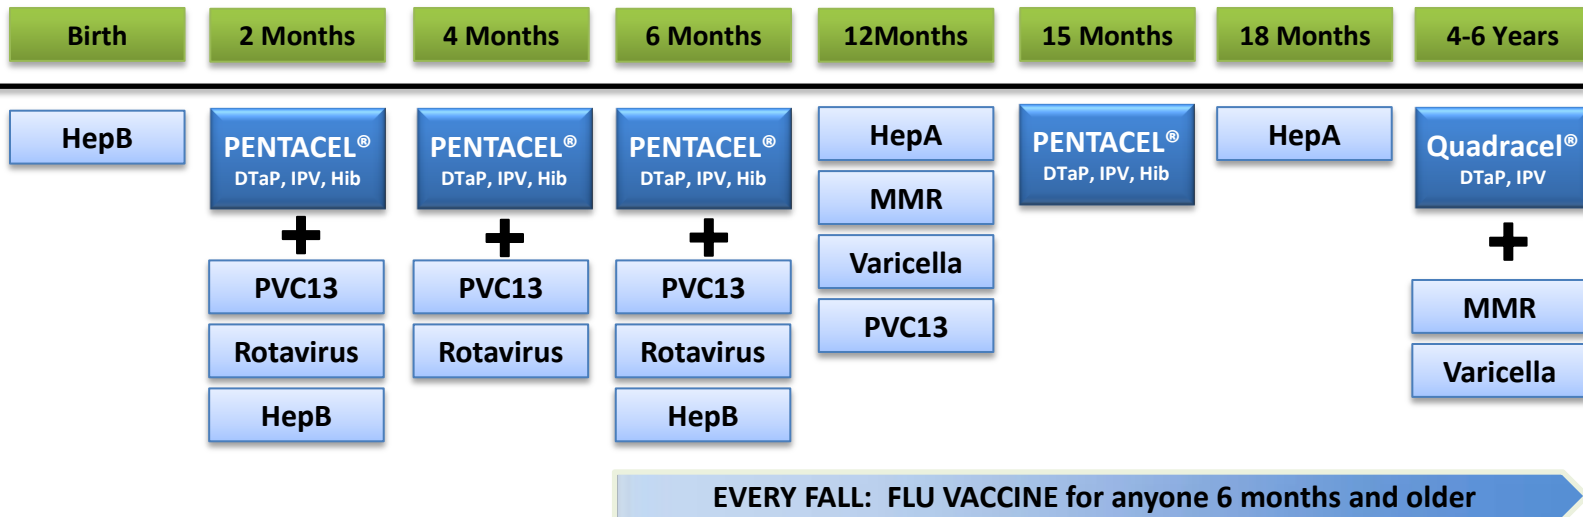 Birth
2 Months
4 Months
6 Months
12Months
15 Months
18 Months
4-6 Years
HepB
PENTACEL®
DTaP, IPV, Hib
PVC13
Rotavirus
HepB
PENTACEL®
DTaP, IPV, Hib
PVC13
Rotavirus
PENTACEL®
DTaP, IPV, Hib
PVC13
Rotavirus
HepB
HepA
MMR
Varicella
PVC13
PENTACEL®
DTaP, IPV, Hib
HepA
Quadracel®
DTaP, IPV
MMR
Varicella
EVERY FALL: FLU VACCINE for anyone 6 months and older